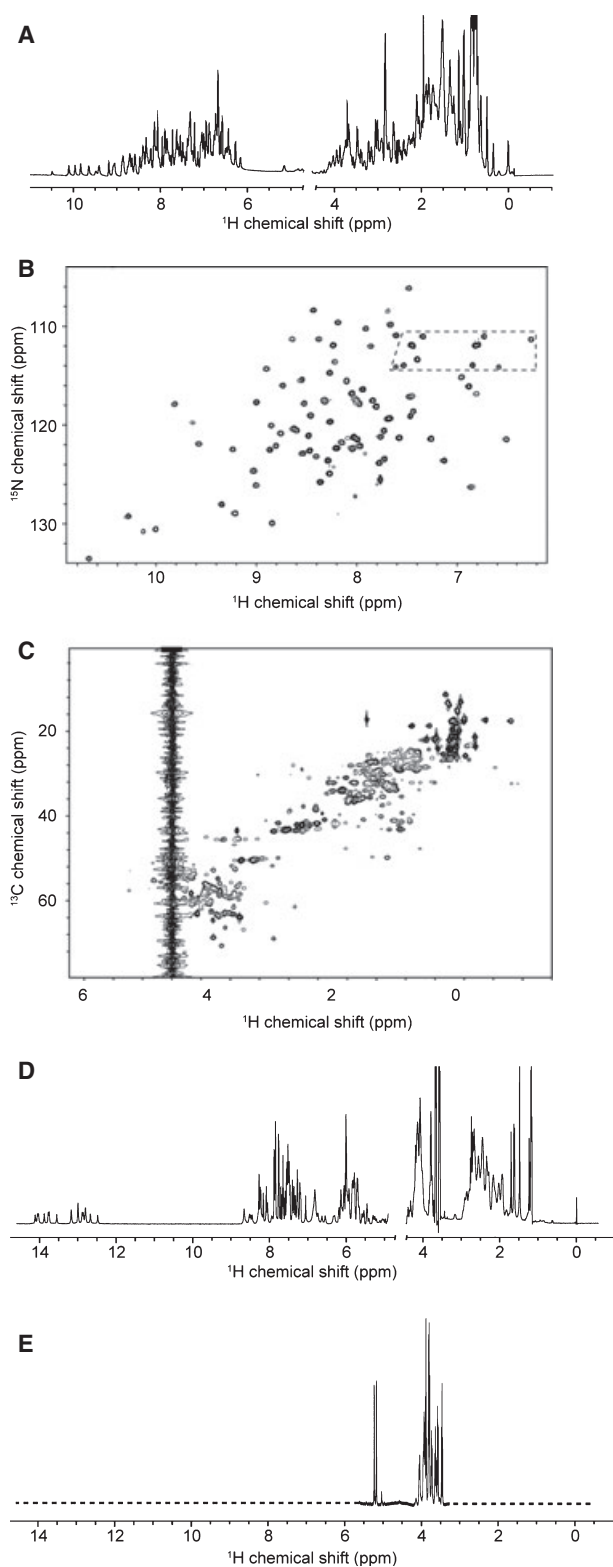 A
10 8 6 4 2 0
¹H chemical shift (ppm)
B
¹⁵N chemical shift (ppm)
110
120
130
10 9 8 7
¹H chemical shift (ppm)
C
¹³C chemical shift (ppm)
20
40
60
6 4 2 0
¹H chemical shift (ppm)
D
14 12 10 8 6 4 2 0
¹H chemical shift (ppm)
E
14 12 10 8 6 4 2 0
¹H chemical shift (ppm)